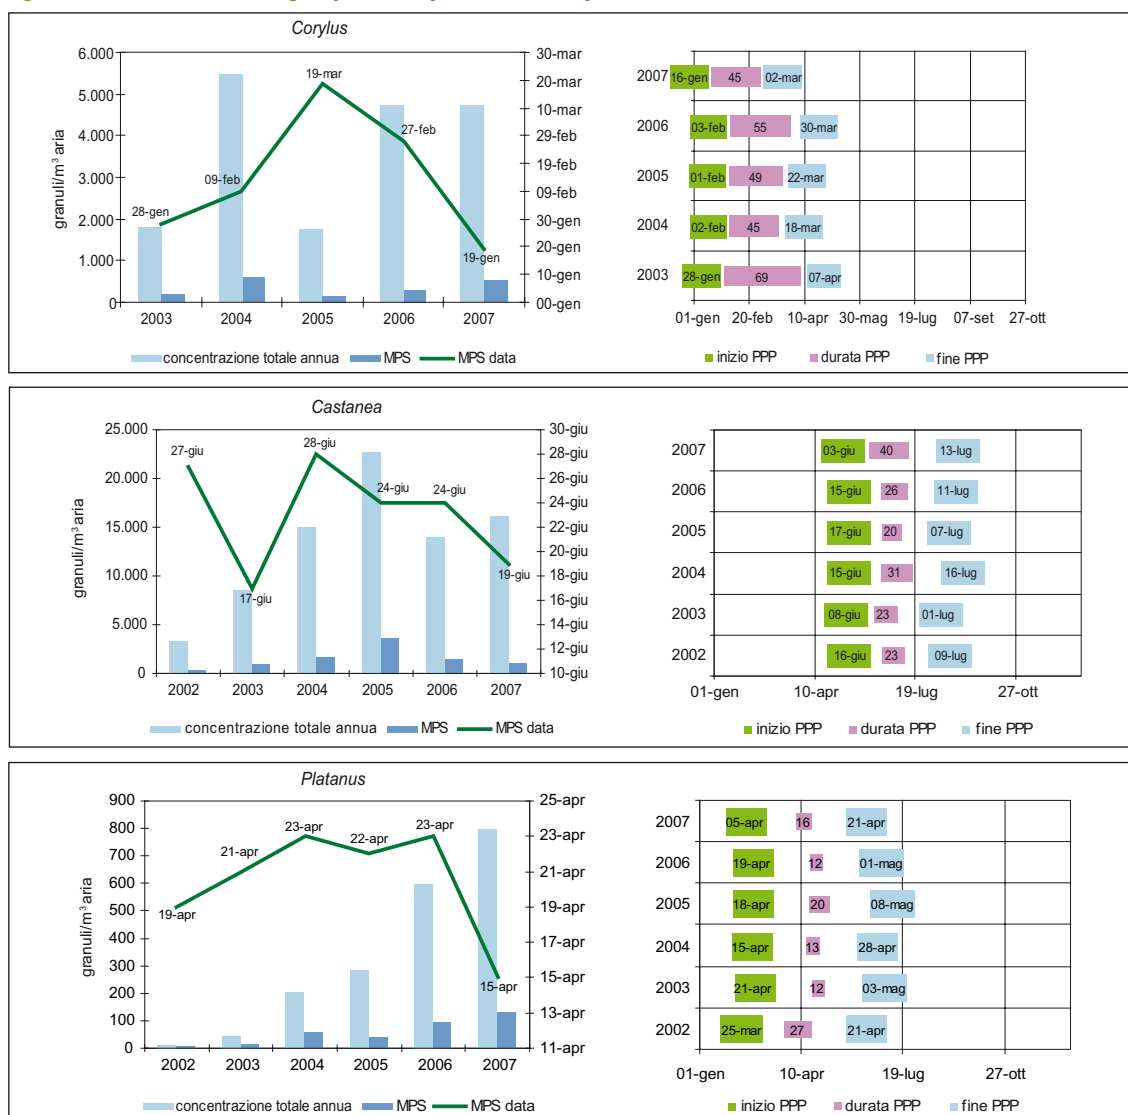 Corylus
6.000
5.000
4.000
3.000
2.000
1.000
0
granuli/m³ aria
30-mar
20-mar
10-mar
29-feb
19-feb
09-feb
30-gen
20-gen
10-gen
00-gen
28-gen
09-feb
19-mar
27-feb
19-gen
2003 2004 2005 2006 2007
concentrazione totale annua MPS MPS data
2007 16-gen 45 02-mar
2006 03-feb 55 30-mar
2005 01-feb 49 22-mar
2004 02-feb 45 18-mar
2003 28-gen 69 07-apr
01-gen 20-feb 10-apr 30-mag 19-lug 07-set 27-ott
inizio PPP durata PPP fine PPP
Castanea
25.000
20.000
15.000
10.000
5.000
0
granuli/m³ aria
30-giu
28-giu
26-giu
24-giu
22-giu
20-giu
18-giu
16-giu
14-giu
12-giu
10-giu
27-giu
17-giu
28-giu
24-giu
24-giu
19-giu
2002 2003 2004 2005 2006 2007
concentrazione totale annua MPS MPS data
2007 03-giu 40 13-lug
2006 15-giu 26 11-lug
2005 17-giu 20 07-lug
2004 15-giu 31 16-lug
2003 08-giu 23 01-lug
2002 16-giu 23 09-lug
01-gen 10-apr 19-lug 27-ott
inizio PPP durata PPP fine PPP
Platanus
900
800
700
600
500
400
300
200
100
0
granuli/m³ aria
25-apr
23-apr
21-apr
19-apr
17-apr
15-apr
13-apr
11-apr
19-apr
21-apr
23-apr
22-apr
23-apr
15-apr
2002 2003 2004 2005 2006 2007
concentrazione totale annua MPS MPS data
2007 05-apr 16 21-apr
2006 19-apr 12 01-mag
2005 18-apr 20 08-mag
2004 15-apr 13 28-apr
2003 21-apr 12 03-mag
2002 25-mar 27 21-apr
01-gen 10-apr 19-lug 27-ott
inizio PPP durata PPP fine PPP